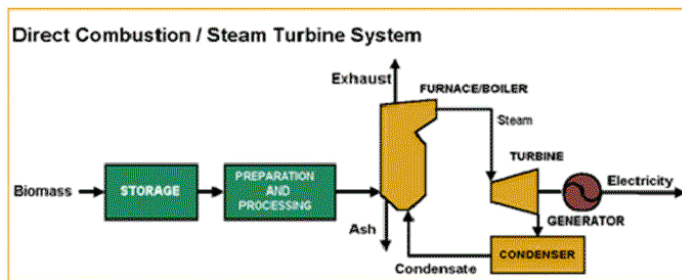 Direct Combustion / Steam Turbine System
Exhaust
FURNACE/BOILER
Steam
TURBINE
Biomass
STORAGE
PREPARATION
AND
PROCESSING
Electricity
GENERATOR
Ash
Condensate
CONDENSER